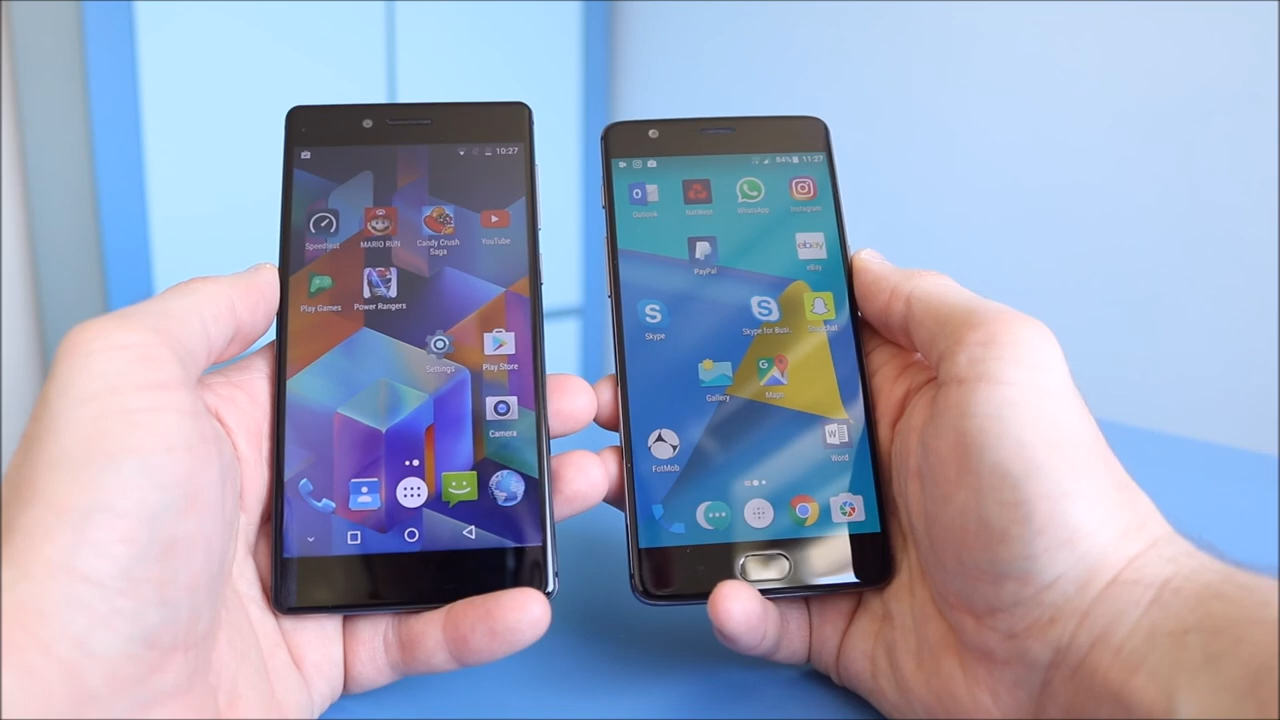 10:27
Speedtest
MARIO RUN
Candy Crush
Saga
YouTube
Play Games
Power Rangers
Settings
Play Store
Camera
84% 11:27
Outlook
NatWest
WhatsApp
Instagram
PayPal
ebay
eBay
Skype
Skype for Busi..
Snapchat
Gallery
Maps
FotMob
Word